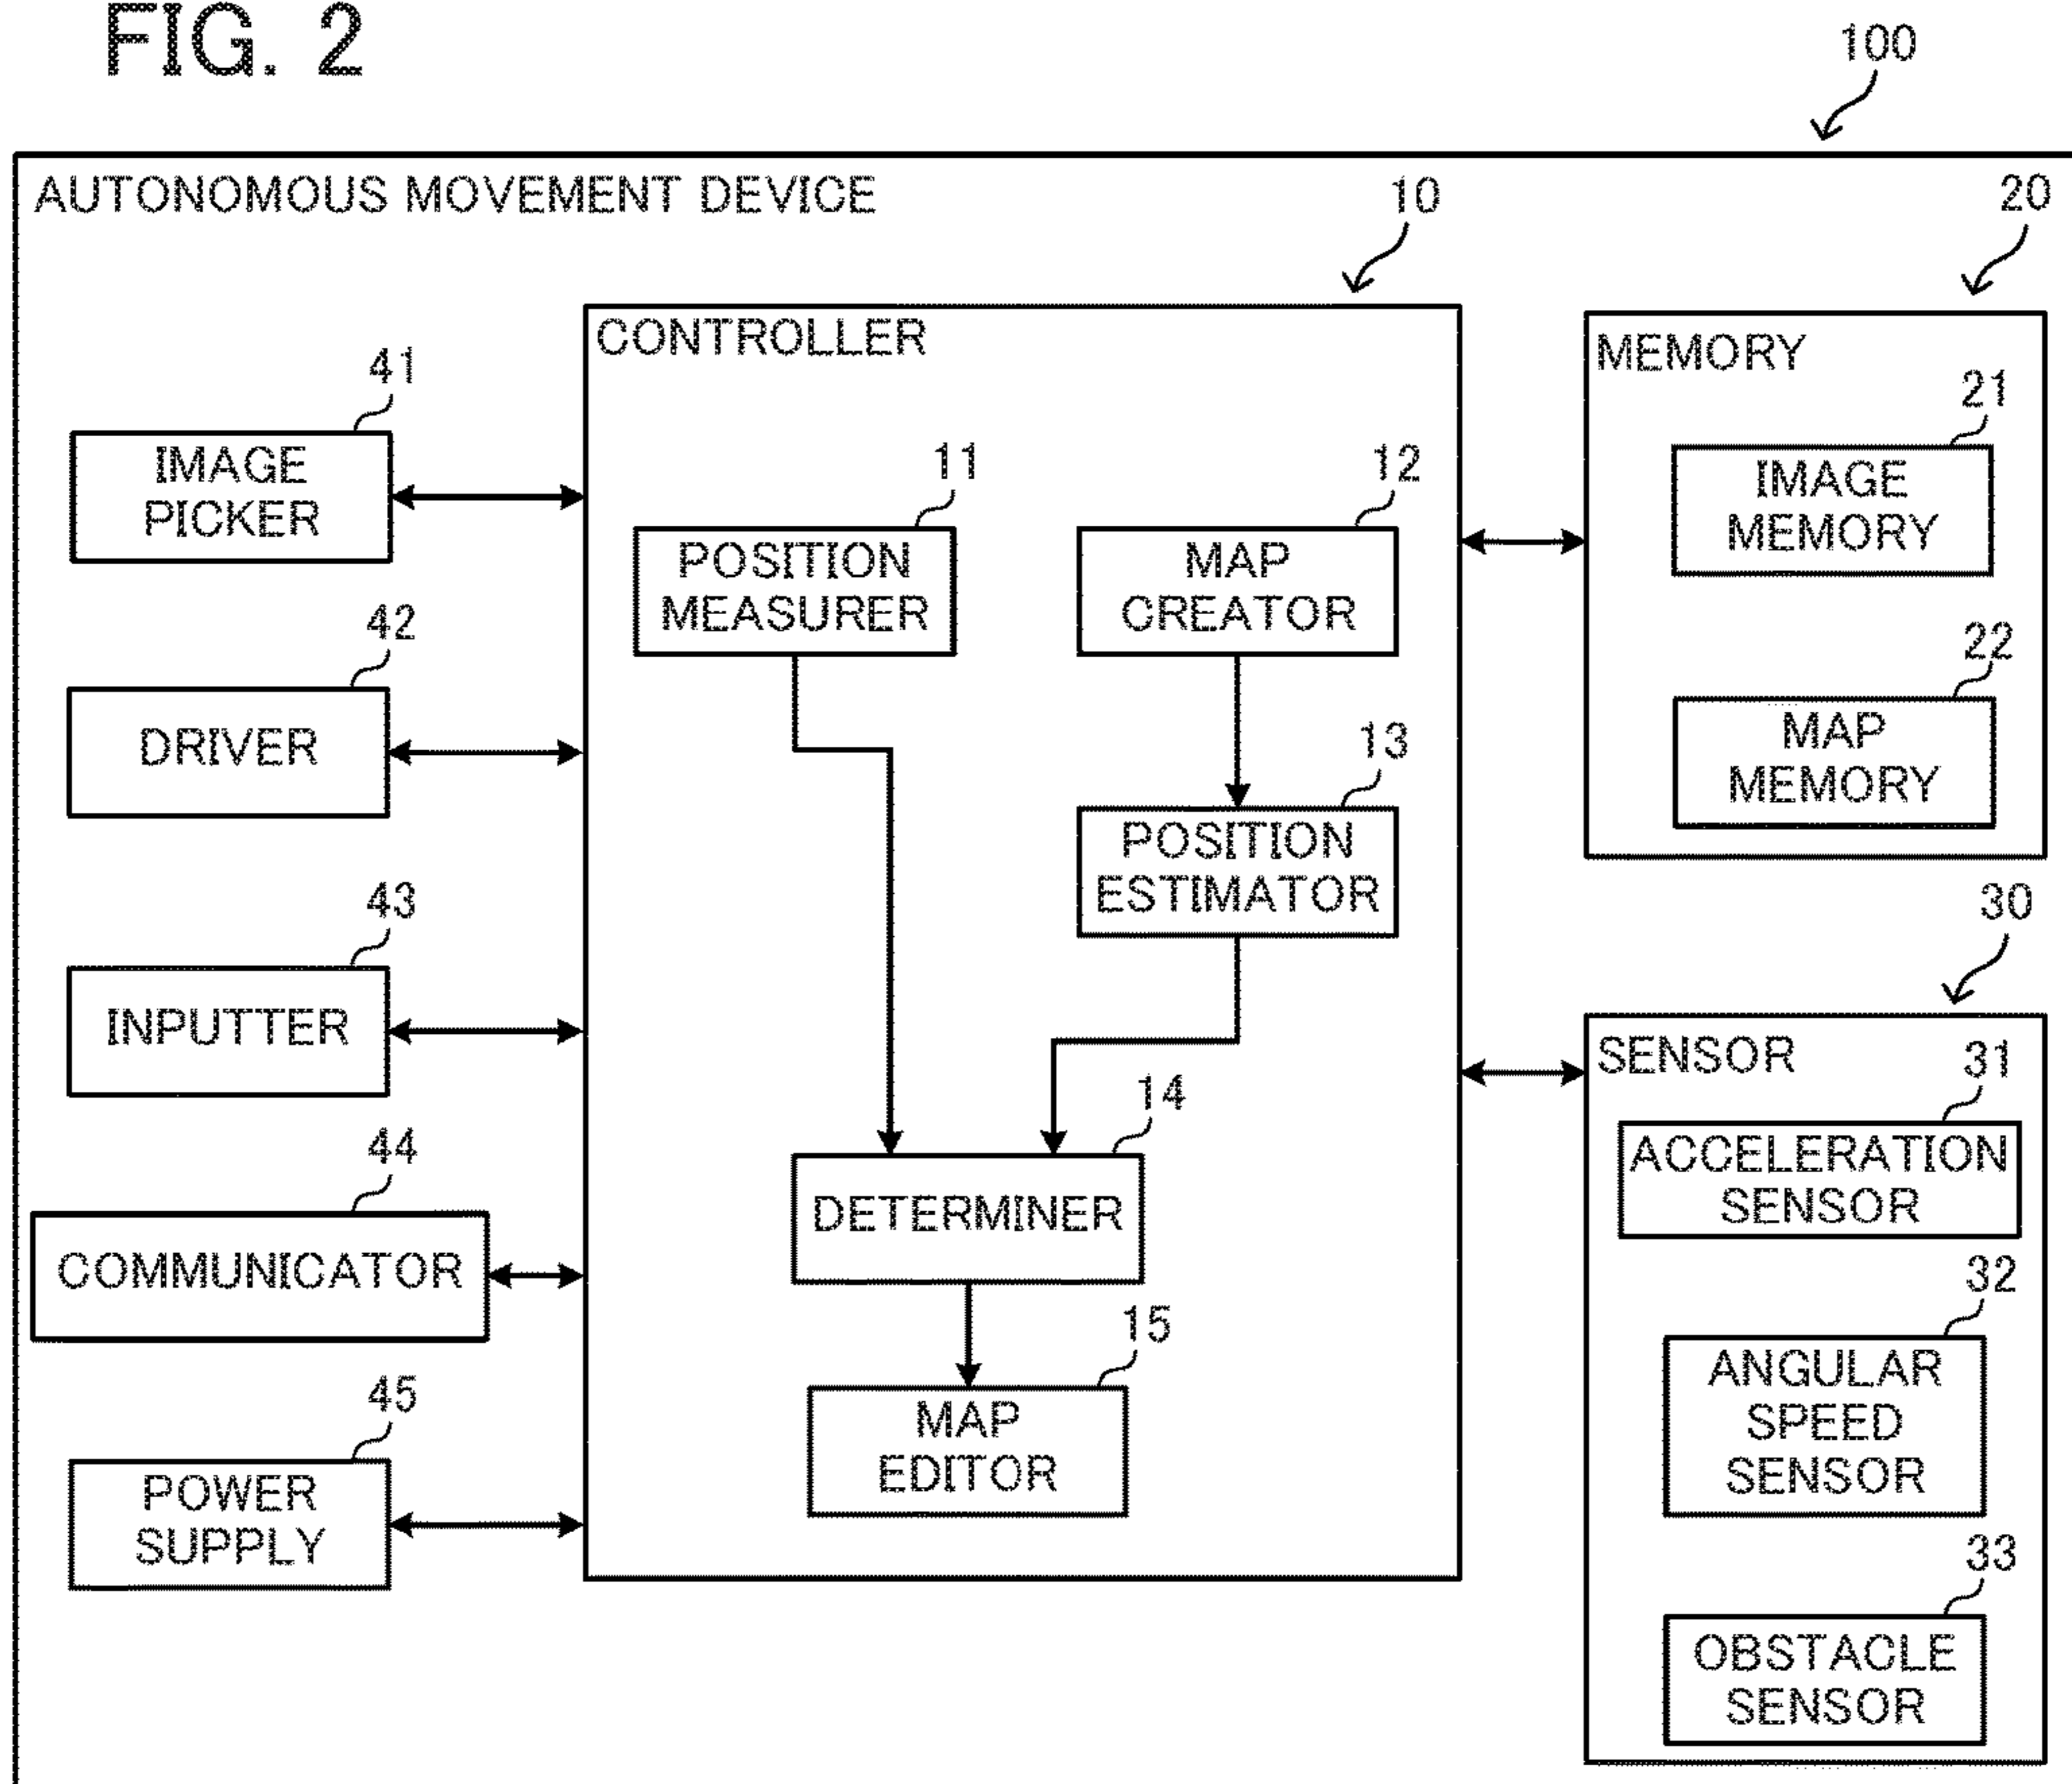 FIG. 2
100
AUTONOMOUS MOVEMENT DEVICE
10
20
CONTROLLER
MEMORY
41
IMAGE
PICKER
11
POSITION
MEASURER
12
MAP
CREATOR
21
IMAGE
MEMORY
42
DRIVER
22
MAP
MEMORY
13
POSITION
ESTIMATOR
43
INPUTTER
30
SENSOR
31
ACCELERATION
SENSOR
14
DETERMINER
44
COMMUNICATOR
32
ANGULAR
SPEED
SENSOR
15
MAP
EDITOR
45
POWER
SUPPLY
33
OBSTACLE
SENSOR